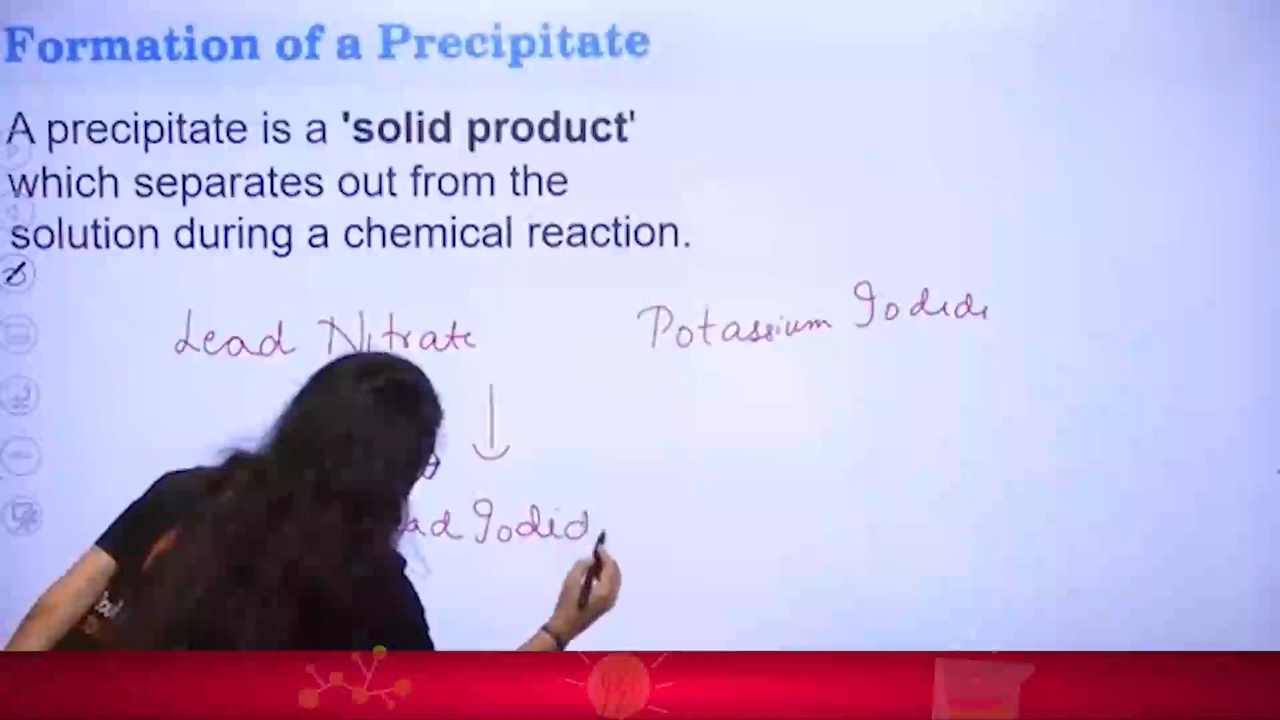 Formation of a Precipitate
A precipitate is a 'solid product'
which separates out from the
solution during a chemical reaction.
Lead Nitrate Potassium Iodide
ad Iodid